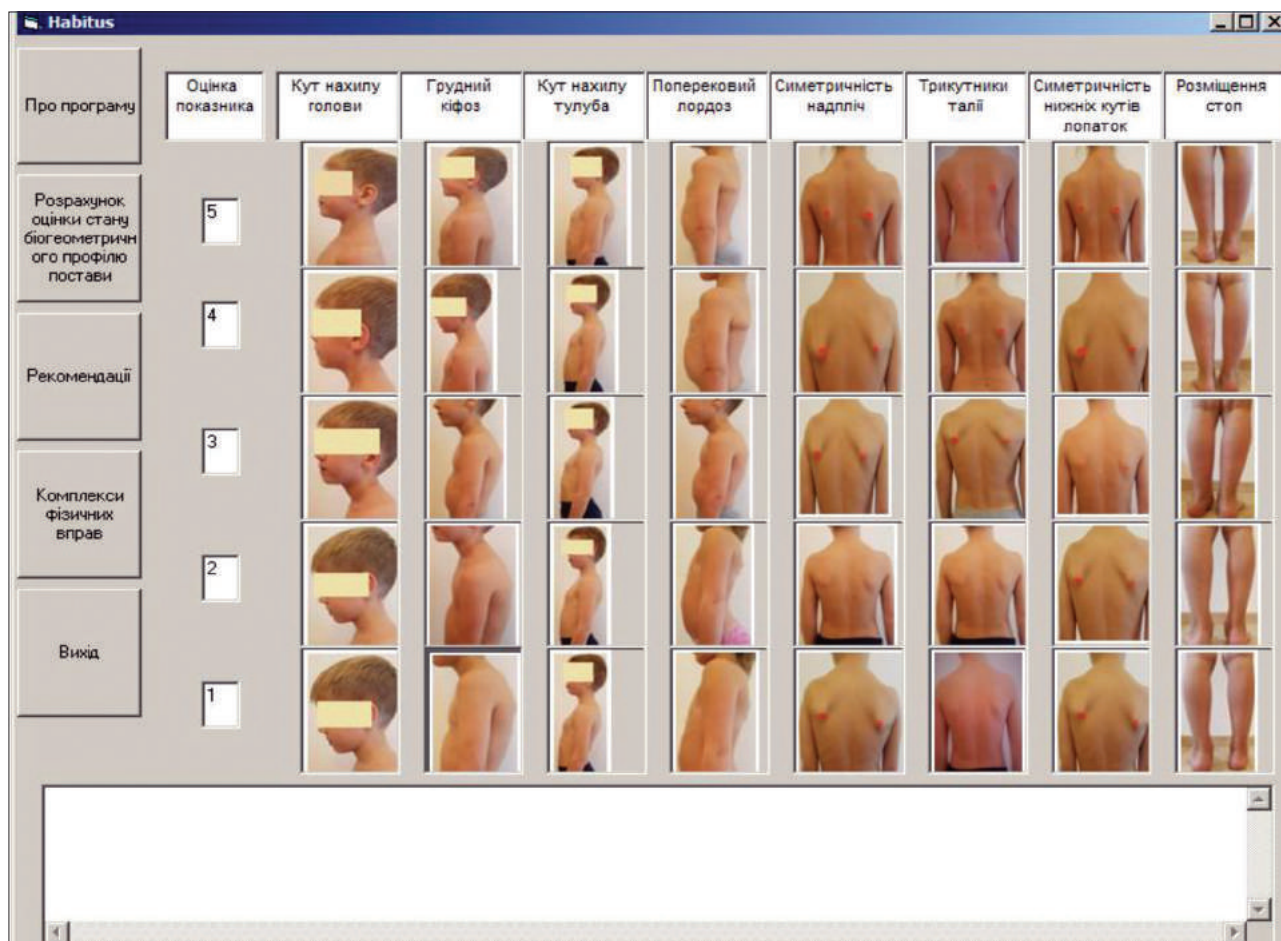 Habitus
Про програму
Розрахунок
оцінки стану
біогеометричн
ого профілю
постави
Рекомендації
Комплекси
фізичних
вправ
Вихід
Оцінка
показника
Кут нахилу
голови
Грудний
кіфоз
Кут нахилу
тулуба
Поперековий
лордоз
Симетричність
надпліч
Трикутники
талії
Симетричність
нижніх кутів
лопаток
Розміщення
стоп
5
4
3
2
1